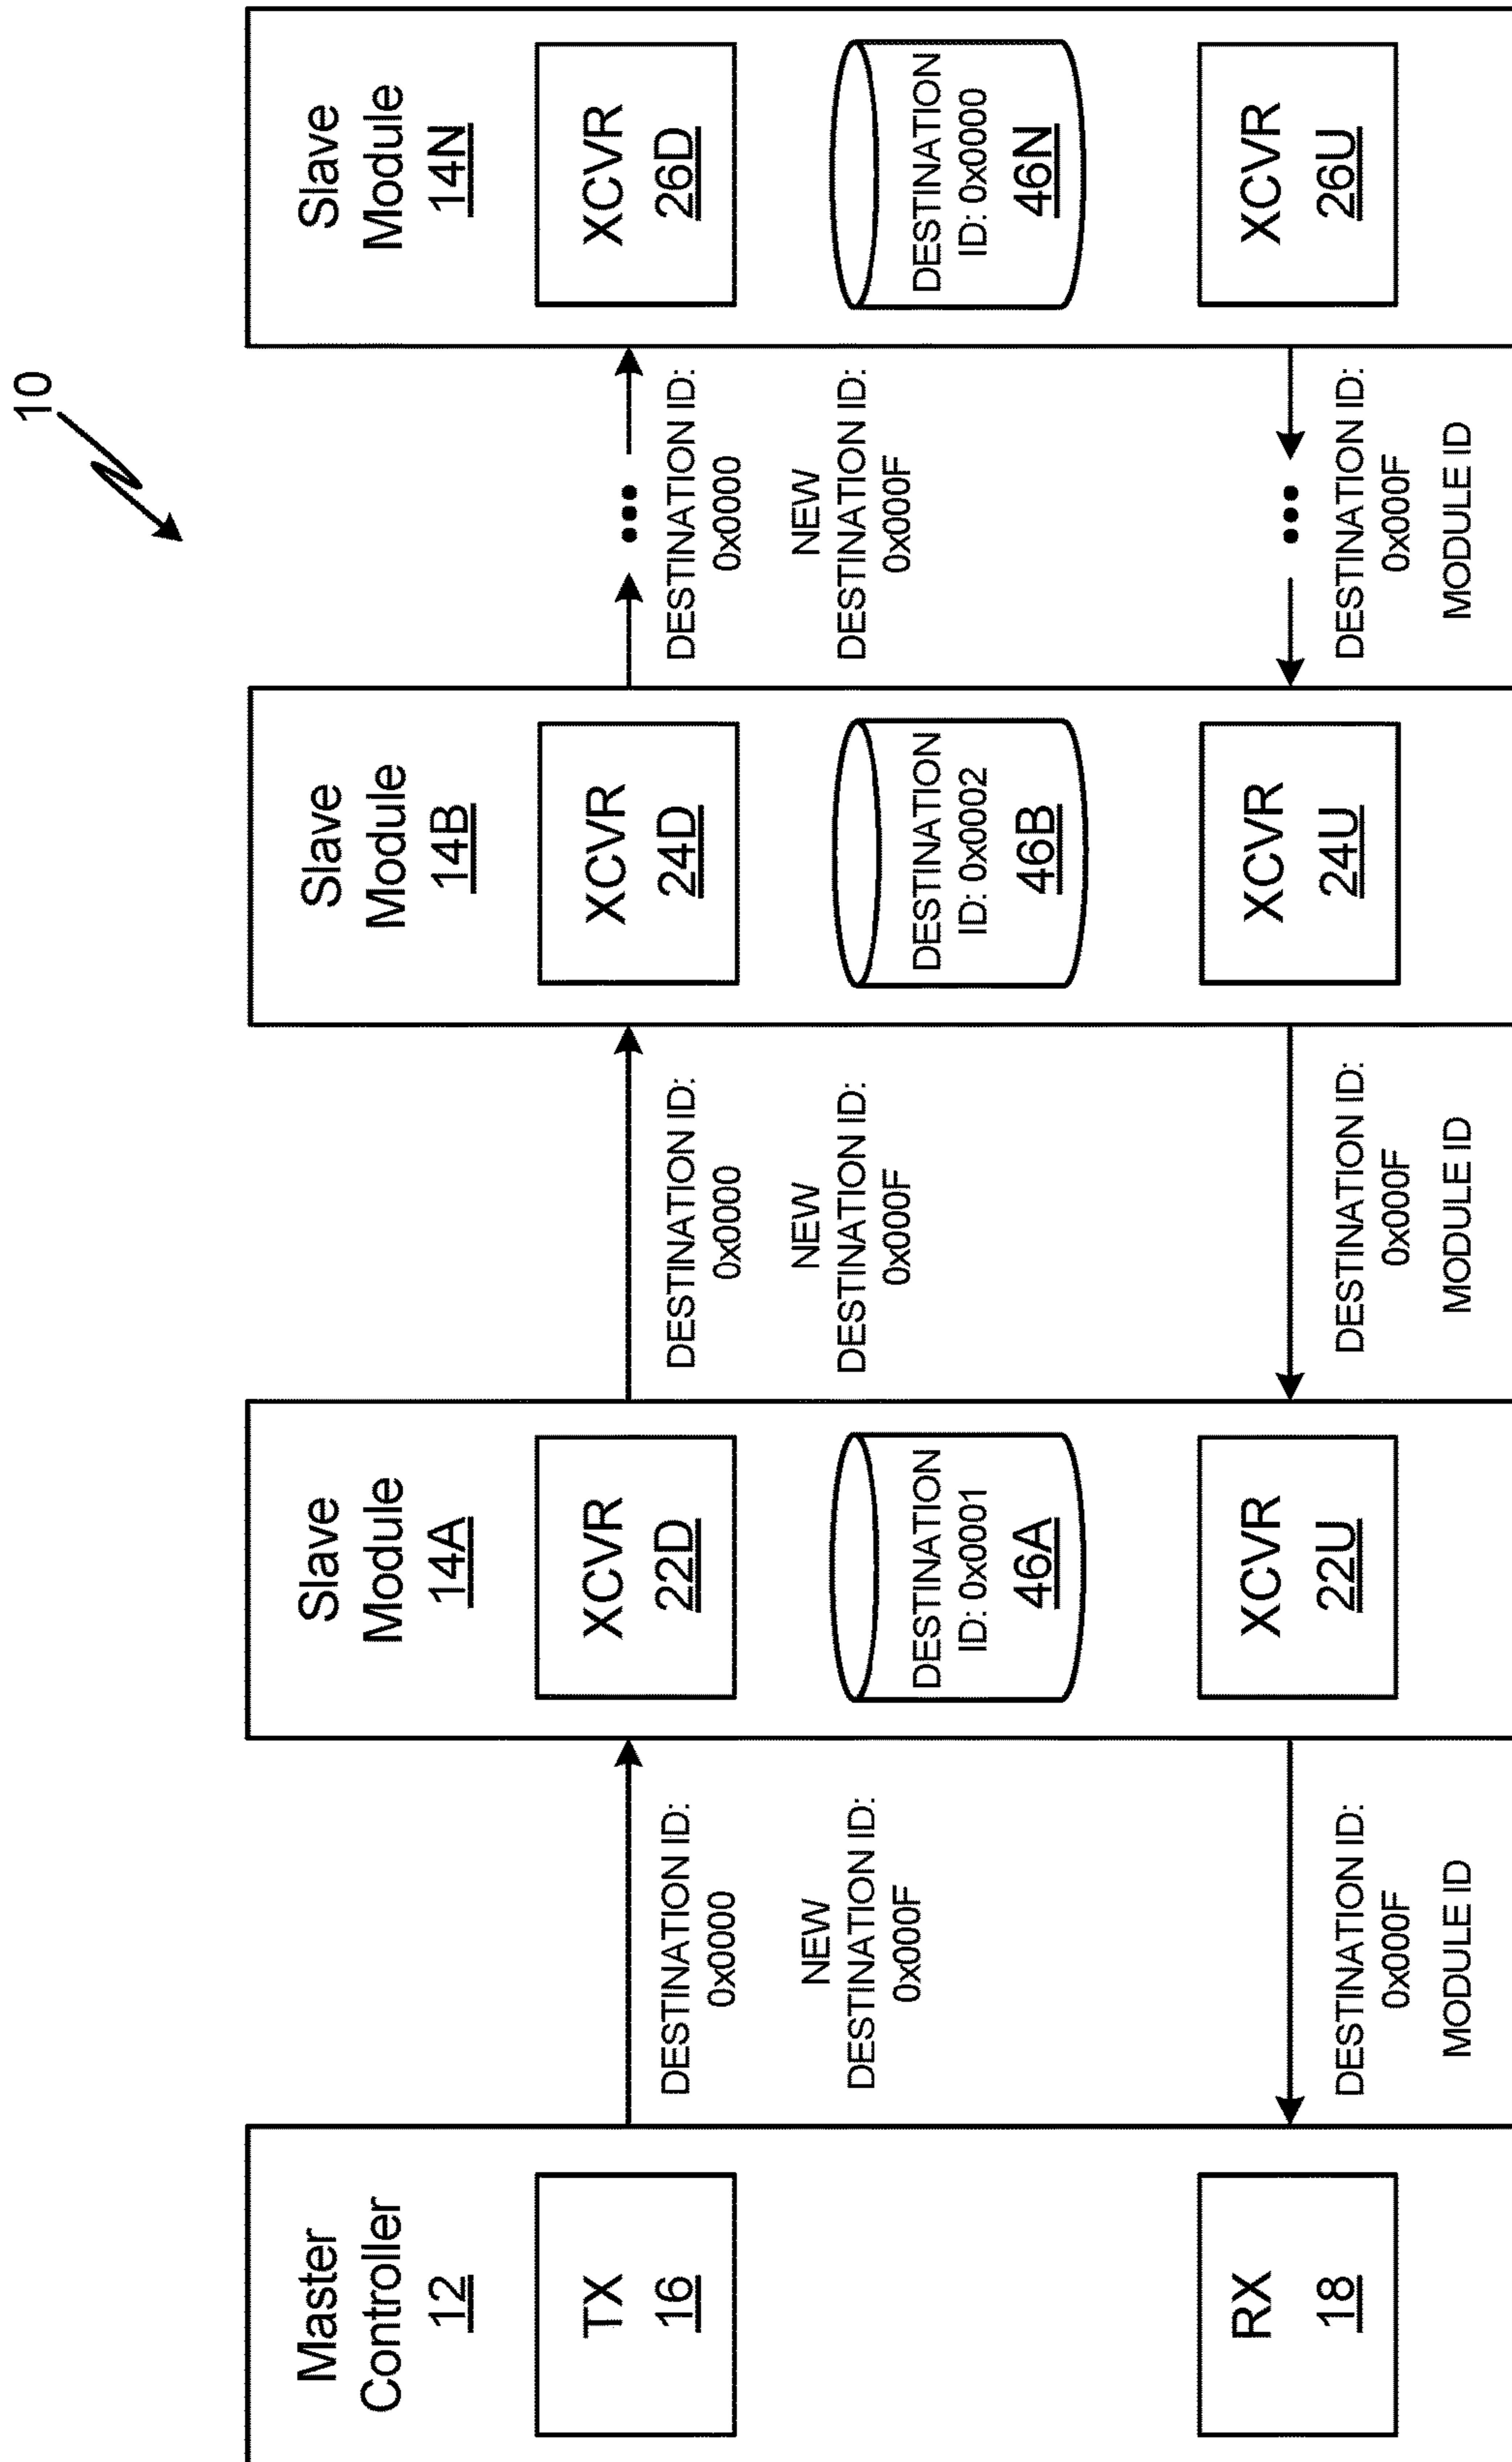 10
Master
Controller
12
TX
16
RX
18
DESTINATION ID:
0x0000
NEW
DESTINATION ID:
0x000F
DESTINATION ID:
0x000F
MODULE ID
Slave
Module
14A
XCVR
22D
DESTINATION
ID: 0x0001
46A
XCVR
22U
DESTINATION ID:
0x0000
NEW
DESTINATION ID:
0x000F
DESTINATION ID:
0x000F
MODULE ID
Slave
Module
14B
XCVR
24D
DESTINATION
ID: 0x0002
46B
XCVR
24U
DESTINATION ID:
0x0000
NEW
DESTINATION ID:
0x000F
DESTINATION ID:
0x000F
MODULE ID
Slave
Module
14N
XCVR
26D
DESTINATION
ID: 0x0000
46N
XCVR
26U